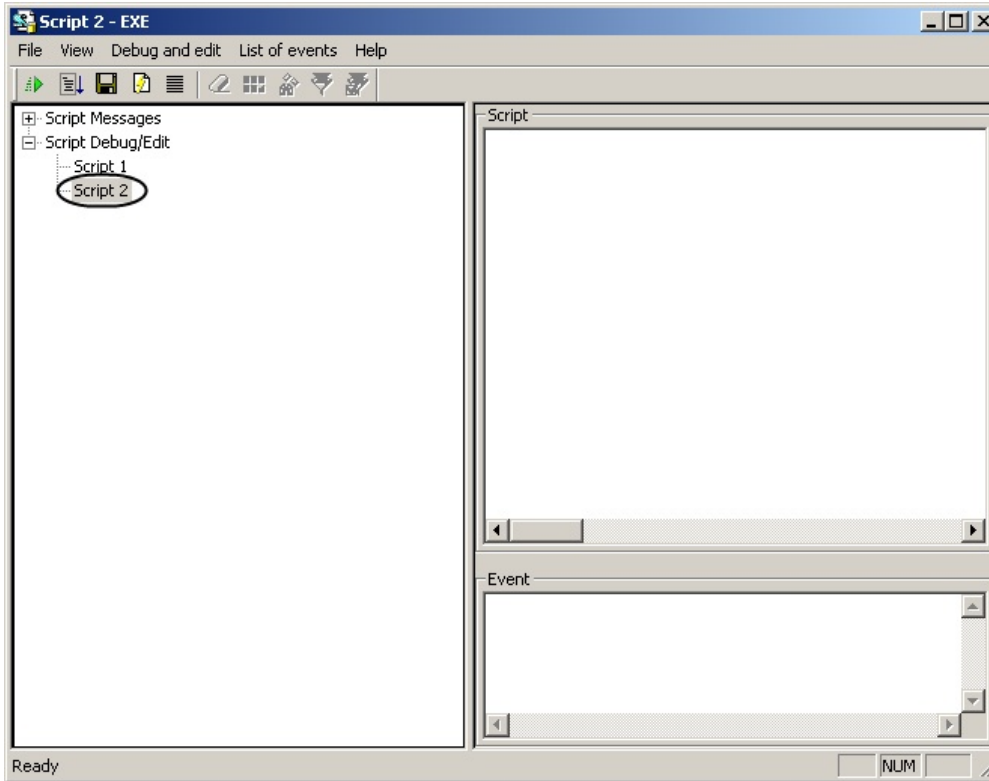 Script 2 - EXE
File View Debug and edit List of events Help
Script Messages
Script Debug/Edit
Script 1
Script 2
Script
Event
Ready
NUM